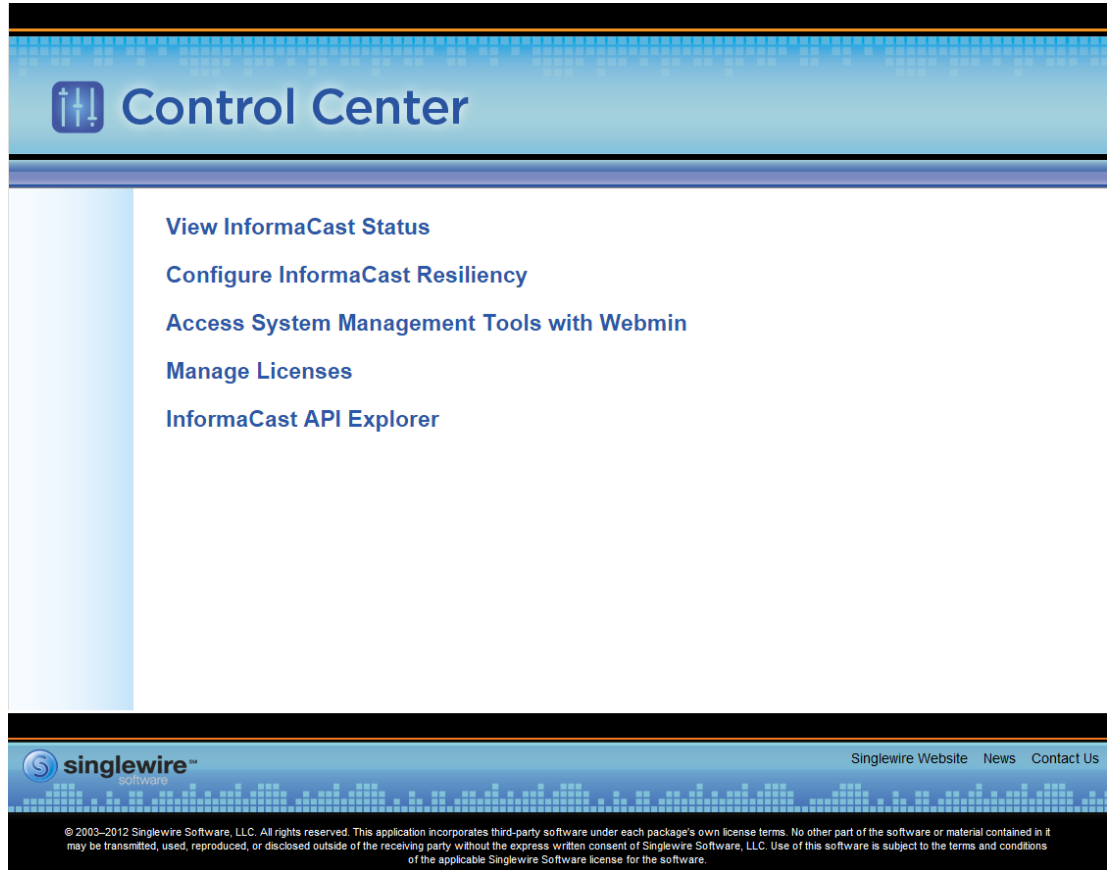 Control Center
View InformaCast Status
Configure InformaCast Resiliency
Access System Management Tools with Webmin
Manage Licenses
InformaCast API Explorer
singlewire™
software
Singlewire Website News Contact Us
© 2003–2012 Singlewire Software, LLC. All rights reserved. This application incorporates third-party software under each package's own license terms. No other part of the software or material contained in it
may be transmitted, used, reproduced, or disclosed outside of the receiving party without the express written consent of Singlewire Software, LLC. Use of this software is subject to the terms and conditions
of the applicable Singlewire Software license for the software.